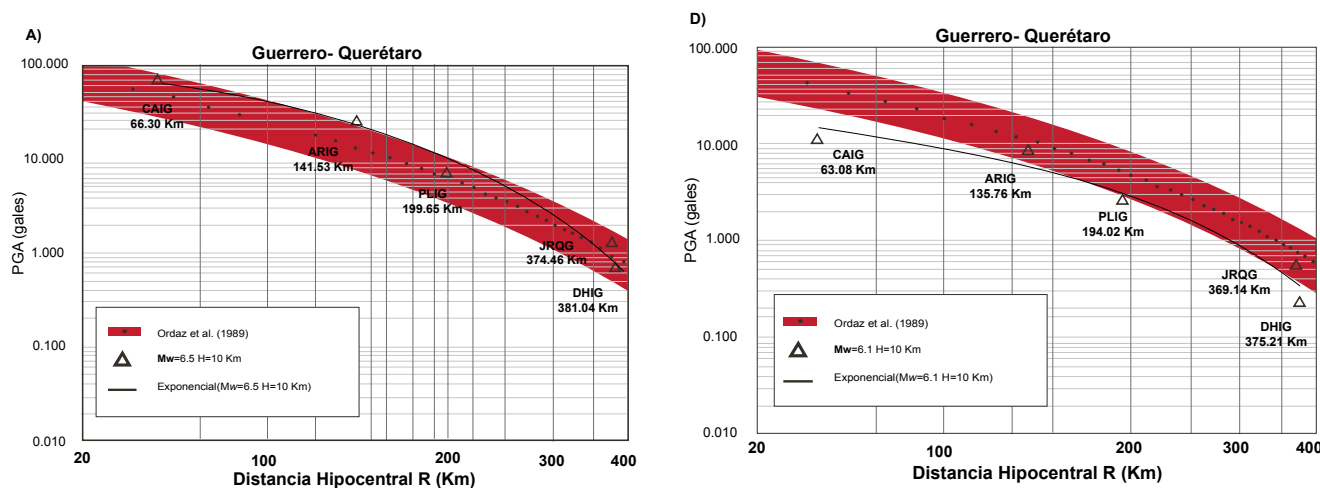 A)
Guerrero- Querétaro
PGA (gales)
100.000
10.000
1.000
0.100
0.010
CAIG
66.30 Km
ARIG
141.53 Km
PLIG
199.65 Km
JRQG
374.46 Km
DHIG
381.04 Km
Ordaz et al. (1989)
Mw=6.5 H=10 Km
Exponencial(Mw=6.5 H=10 Km)
20
100
200
300
400
Distancia Hipocentral R (Km)
D)
Guerrero- Querétaro
PGA (gales)
100.000
10.000
1.000
0.100
0.010
CAIG
63.08 Km
ARIG
135.76 Km
PLIG
194.02 Km
JRQG
369.14 Km
DHIG
375.21 Km
Ordaz et al. (1989)
Mw=6.1 H=10 Km
Exponencial(Mw=6.1 H=10 Km)
20
100
200
300
400
Distancia Hipocentral R (Km)